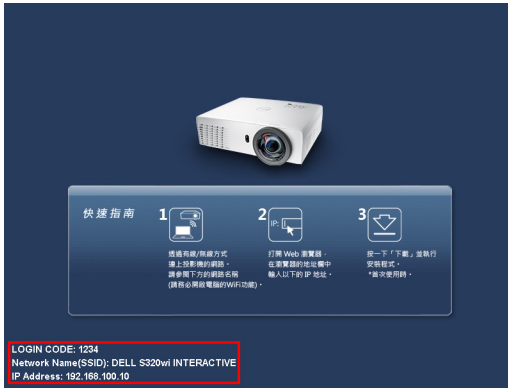 快速指南
1
透過有線/無線方式
連上投影機的網路。
請參閱下方的網路名稱
(請務必開啟電腦的WiFi功能)。
2
IP:
打開 Web 瀏覽器，
在瀏覽器的地址欄中
輸入以下的 IP 地址。
3
按一下「下載」並執行
安裝程式。
*首次使用時。
LOGIN CODE: 1234
Network Name(SSID): DELL S320wi INTERACTIVE
IP Address: 192.168.100.10